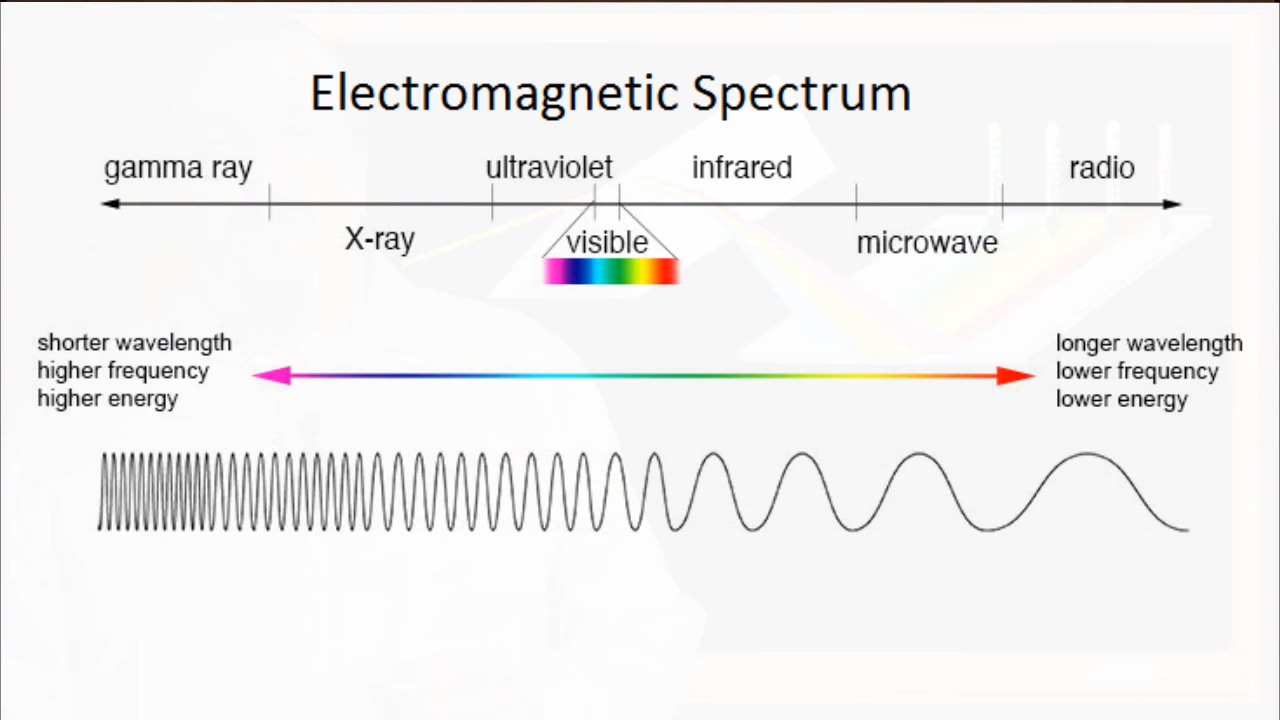 Electromagnetic Spectrum
gamma ray
ultraviolet
infrared
radio
X-ray
visible
microwave
shorter wavelength
higher frequency
higher energy
longer wavelength
lower frequency
lower energy